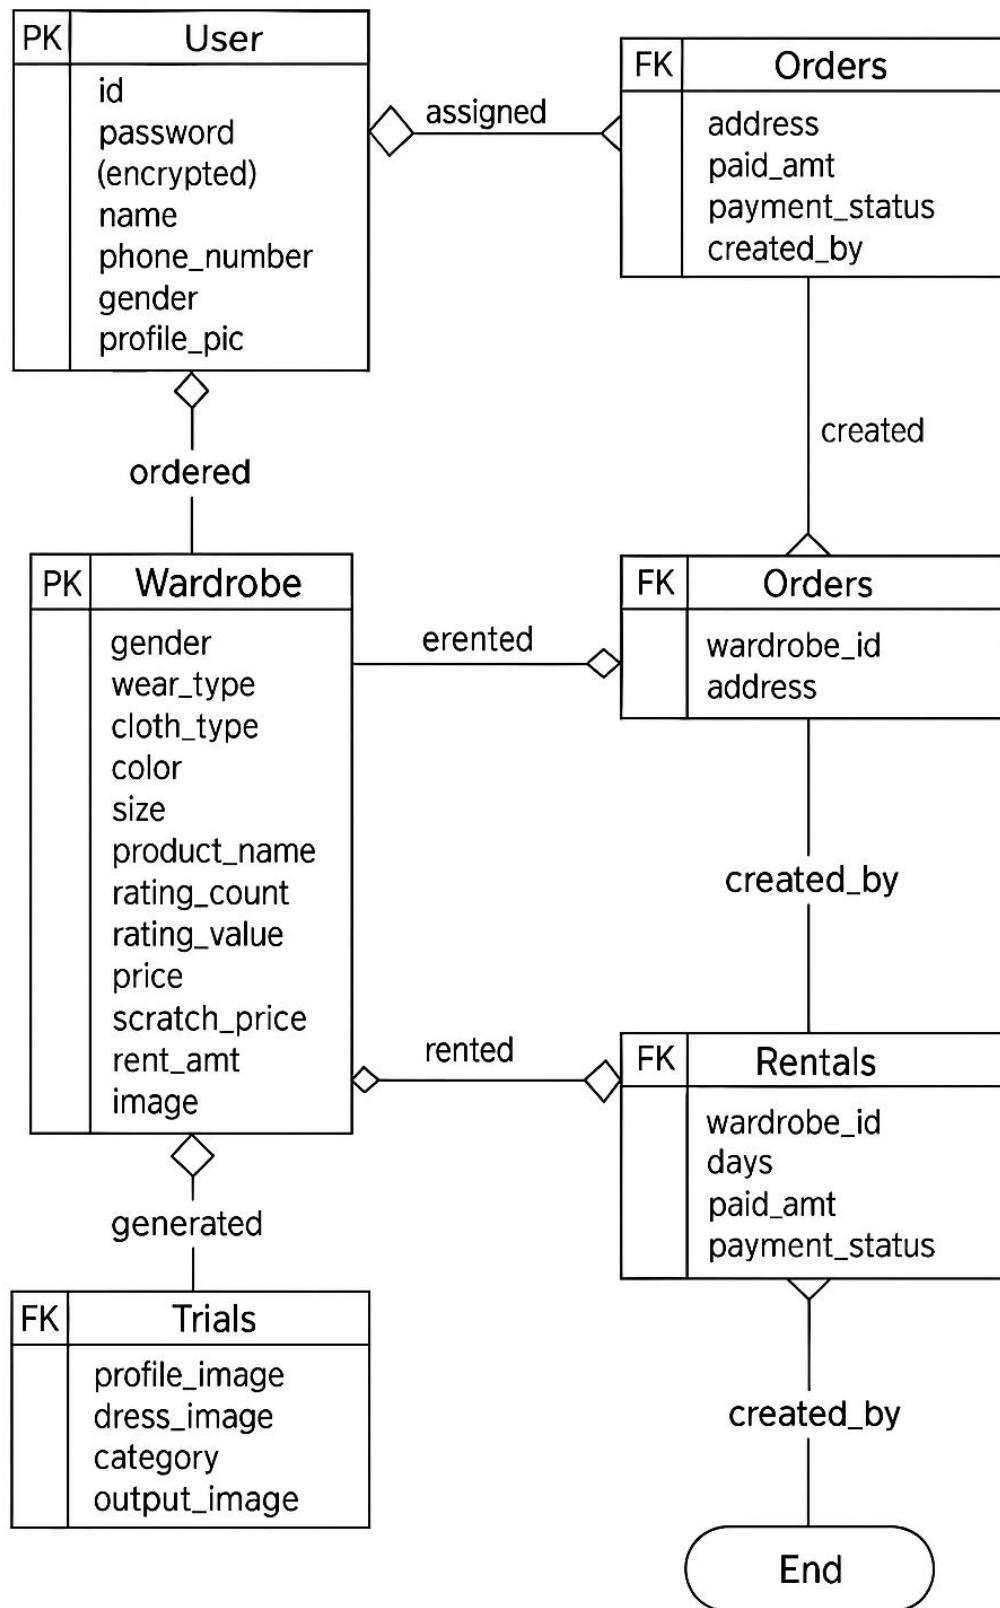 PK User
id
password
(encrypted)
name
phone_number
gender
profile_pic
assigned
FK Orders
address
paid_amt
payment_status
created_by
ordered
created
PK Wardrobe
gender
wear_type
cloth_type
color
size
product_name
rating_count
rating_value
price
scratch_price
rent_amt
image
erented
FK Orders
wardrobe_id
address
created_by
rented
FK Rentals
wardrobe_id
days
paid_amt
payment_status
generated
FK Trials
profile_image
dress_image
category
output_image
created_by
End